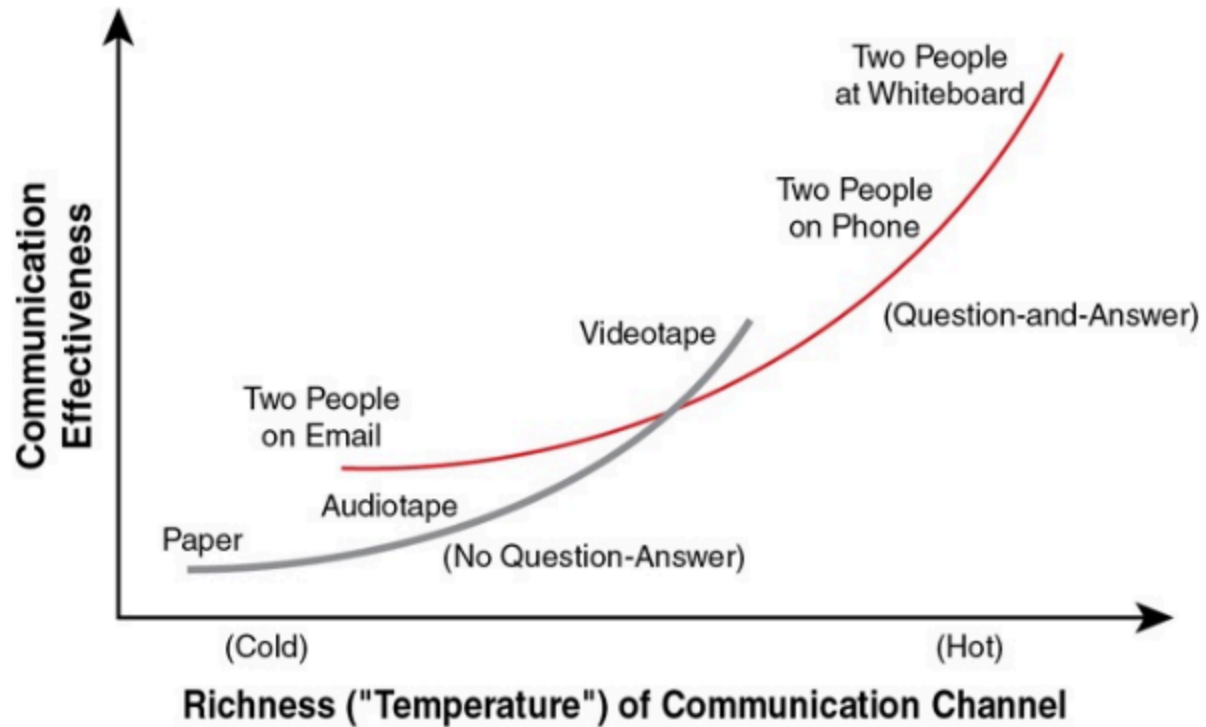 Two People
at Whiteboard
Two People
on Phone
(Question-and-Answer)
Videotape
Two People
on Email
Audiotape
Paper
(No Question-Answer)
Communication
Effectiveness
(Cold)
(Hot)
Richness ("Temperature") of Communication Channel